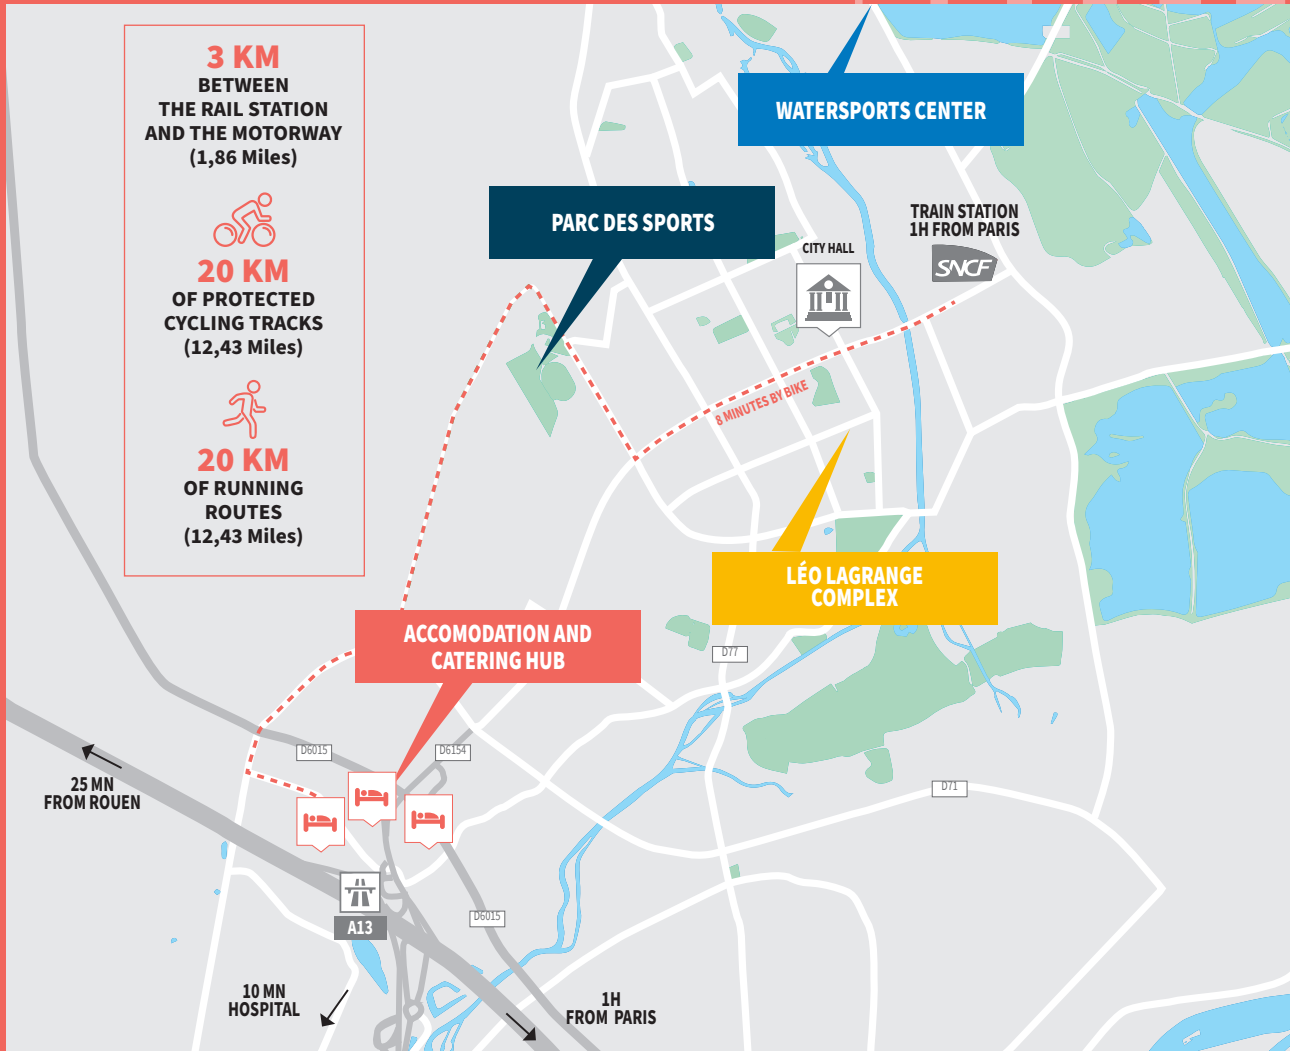 3 KM
BETWEEN
THE RAIL STATION
AND THE MOTORWAY
(1,86 Miles)
20 KM
OF PROTECTED
CYCLING TRACKS
(12,43 Miles)
20 KM
OF RUNNING
ROUTES
(12,43 Miles)
WATERSPORTS CENTER
PARC DES SPORTS
TRAIN STATION
1H FROM PARIS
SNCF
CITY HALL
8 MINUTES BY BIKE
LÉO LAGRANGE
COMPLEX
ACCOMODATION AND
CATERING HUB
D77
D6015
D6154
D71
25 MN
FROM ROUEN
A13
D6015
10 MN
HOSPITAL
1H
FROM PARIS